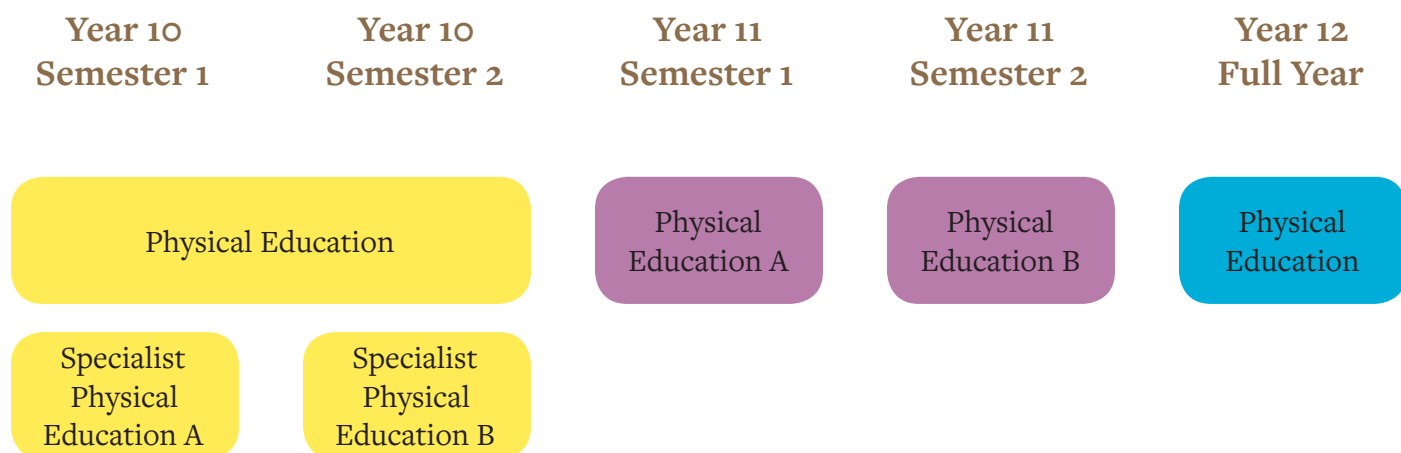 Year 10
Semester 1
Year 10
Semester 2
Year 11
Semester 1
Year 11
Semester 2
Year 12
Full Year
Physical Education
Physical
Education A
Physical
Education B
Physical
Education
Specialist
Physical
Education A
Specialist
Physical
Education B